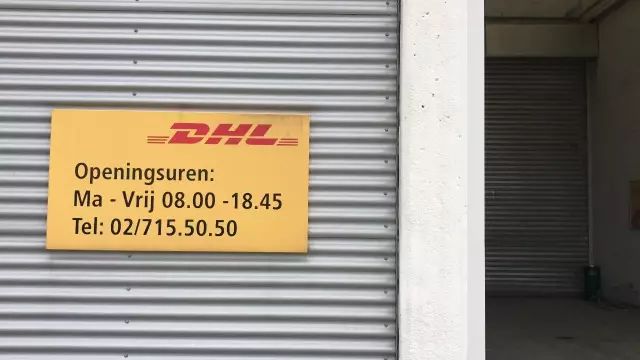 DHL
Openingsuren:
Ma - Vrij 08.00 -18.45
Tel: 02/715.50.50